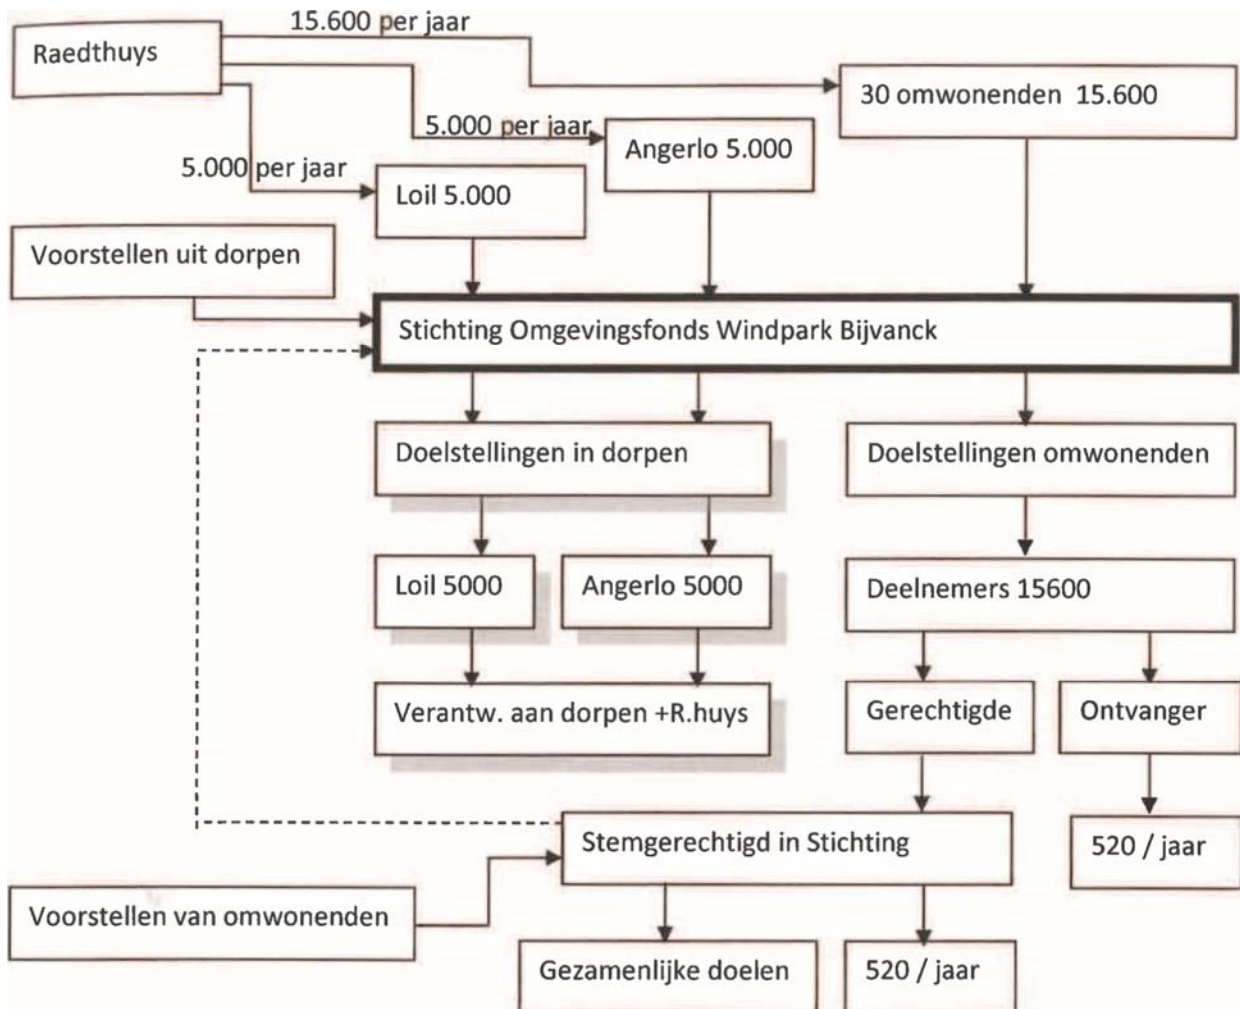 15.600 per jaar
Raedthuys
30 omwonenden 15.600
5.000 per jaar
Angerlo 5.000
5.000 per jaar
Loil 5.000
Voorstellen uit dorpen
Stichting Omgevingsfonds Windpark Bijvanck
Doelstellingen in dorpen
Doelstellingen omwonenden
Loil 5000
Angerlo 5000
Deelnemers 15600
Verantw. aan dorpen +R.huys
Gerechtigde
Ontvanger
Stemgerechtigd in Stichting
520 / jaar
Voorstellen van omwonenden
Gezamenlijke doelen
520 / jaar